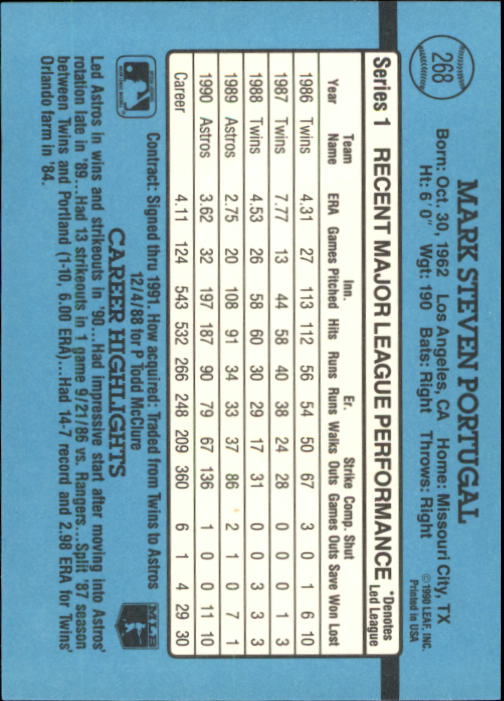 268
MARK STEVEN PORTUGAL
©1990 LEAF, INC.
Printed in USA
Born: Oct. 30, 1962 Los Angeles, CA Home: Missouri City, TX
Ht: 6' 0" Wgt: 190 Bats: Right Throws: Right
Series 1 RECENT MAJOR LEAGUE PERFORMANCE *Denotes Led League
Year Team Name ERA Games Inn. Pitched Hits Runs Er. Runs Walks Strike Outs Comp. Games Shut Outs Save Won Lost
1986 Twins 4.31 27 113 112 56 54 50 67 3 0 1 6 10
1987 Twins 7.77 13 44 58 40 38 24 28 0 0 0 1 3
1988 Twins 4.53 26 58 60 30 29 17 31 0 0 3 3 3
1989 Astros 2.75 20 108 91 34 33 37 86 2 1 0 7 1
1990 Astros 3.62 32 197 187 90 79 67 136 1 0 0 11 10
Career 4.11 124 543 532 266 248 209 360 6 1 4 29 30
Contract: Signed thru 1991. How acquired: Traded from Twins to Astros
12/4/88 for P Todd McClure
MLB
CAREER HIGHLIGHTS
Led Astros in wins and strikeouts in '90...Had impressive start after moving into Astros'
rotation late in '89...Had 13 strikeouts in 1 game 9/21/86 vs. Rangers...Split '87 season
between Twins and Portland (1-10, 6.00 ERA)...Had 14-7 record and 2.98 ERA for Twins'
Orlando farm in '84.